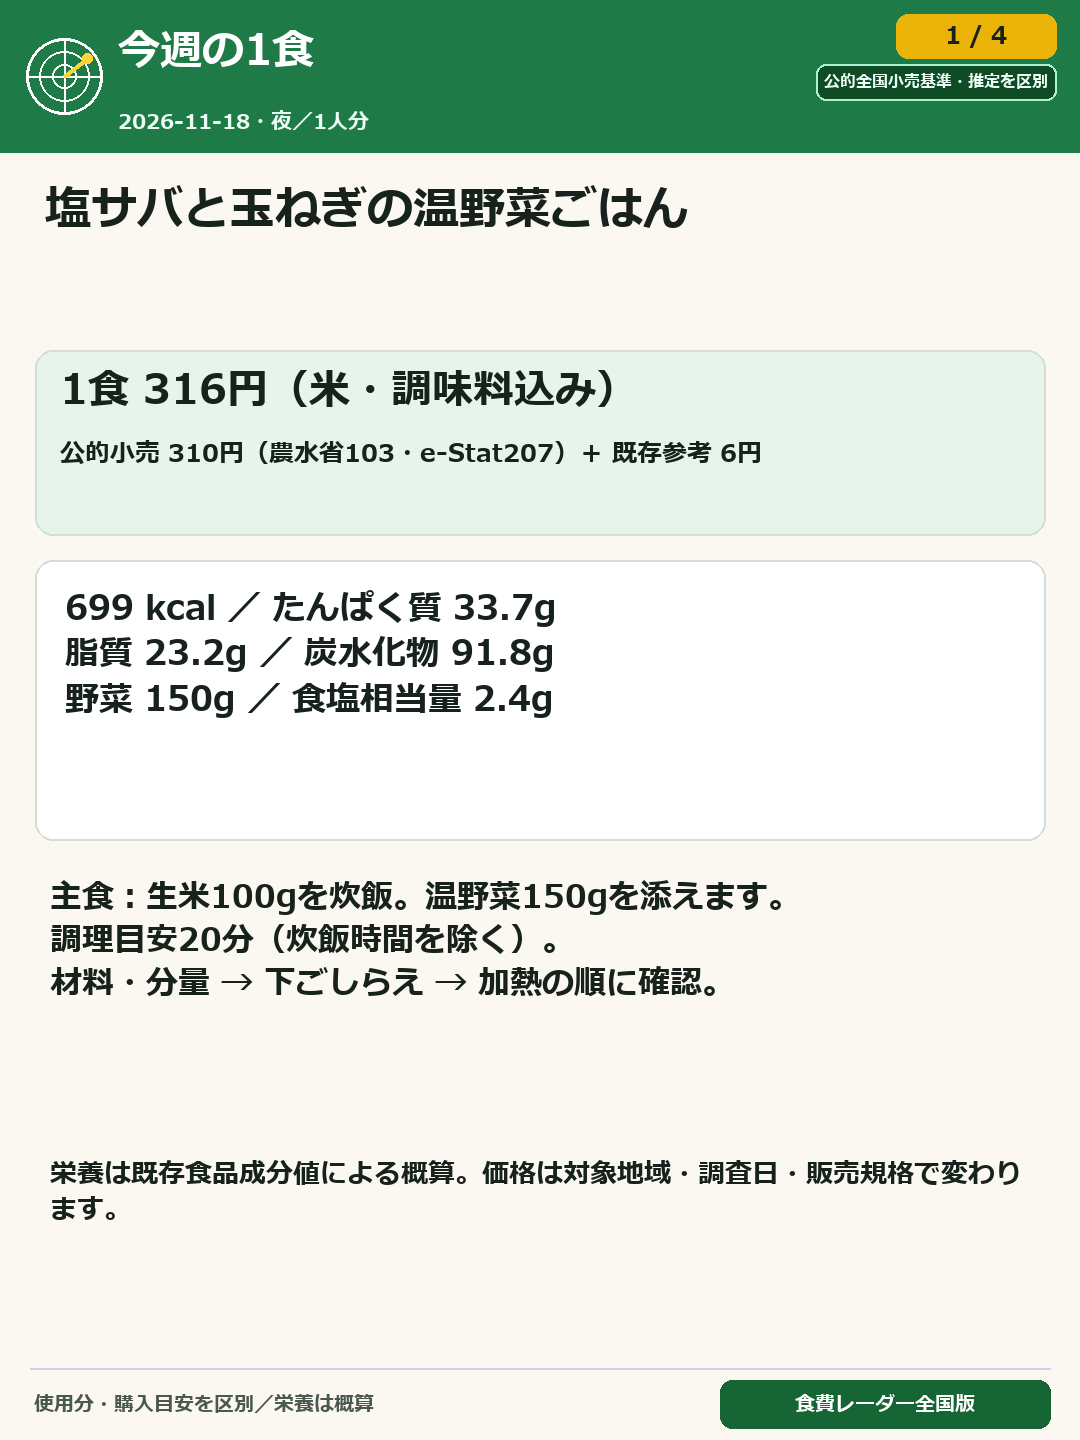 今週の1食
2026-11-18・夜／1人分
1 / 4
公的全国小売基準・推定を区別
塩サバと玉ねぎの温野菜ごはん
1食 316円（米・調味料込み）
公的小売 310円（農水省103・e-Stat207）＋ 既存参考 6円
699 kcal ／ たんぱく質 33.7g
脂質 23.2g ／ 炭水化物 91.8g
野菜 150g ／ 食塩相当量 2.4g
主食：生米100gを炊飯。温野菜150gを添えます。
調理目安20分（炊飯時間を除く）。
材料・分量 → 下ごしらえ → 加熱の順に確認。
栄養は既存食品成分値による概算。価格は対象地域・調査日・販売規格で変わり
ます。
使用分・購入目安を区別／栄養は概算
食費レーダー全国版